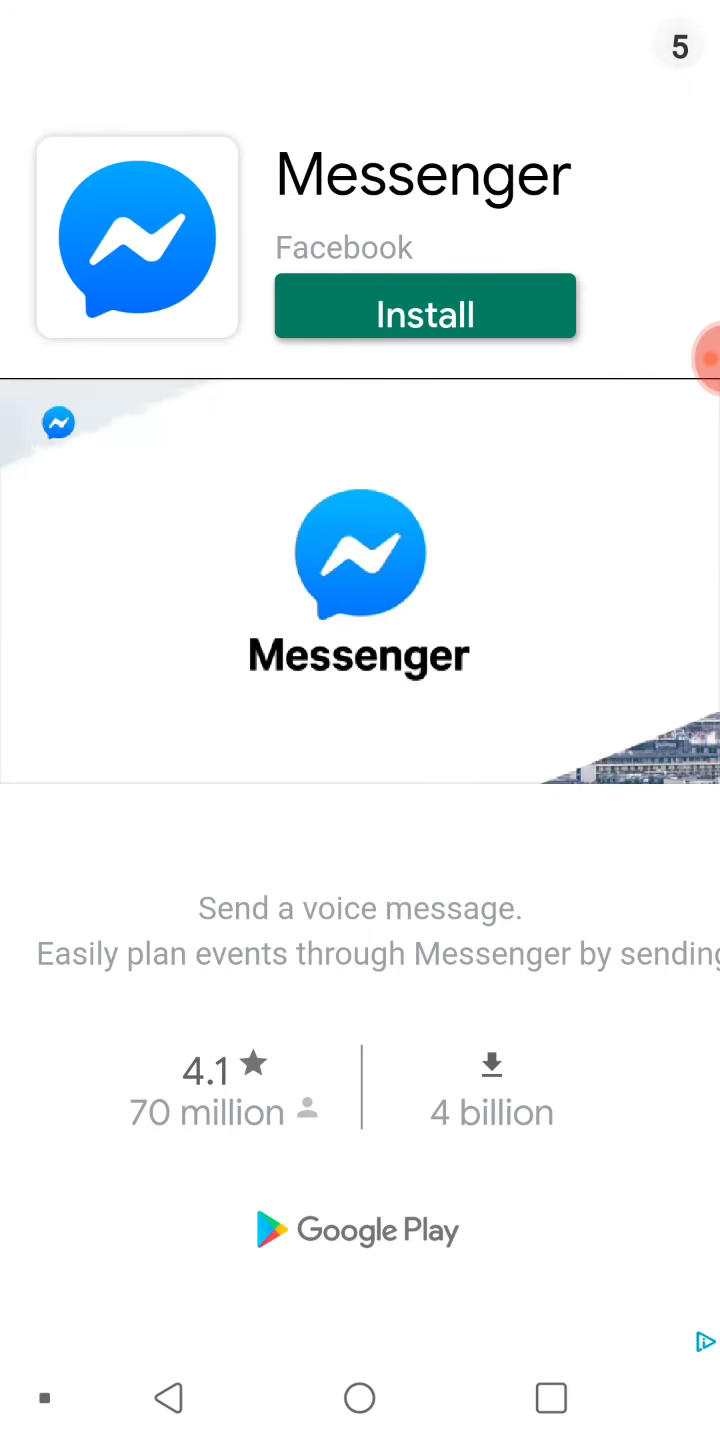 5
Messenger
Facebook
Install
Messenger
Send a voice message.
Easily plan events through Messenger by sending
4.1
70 million
4 billion
Google Play